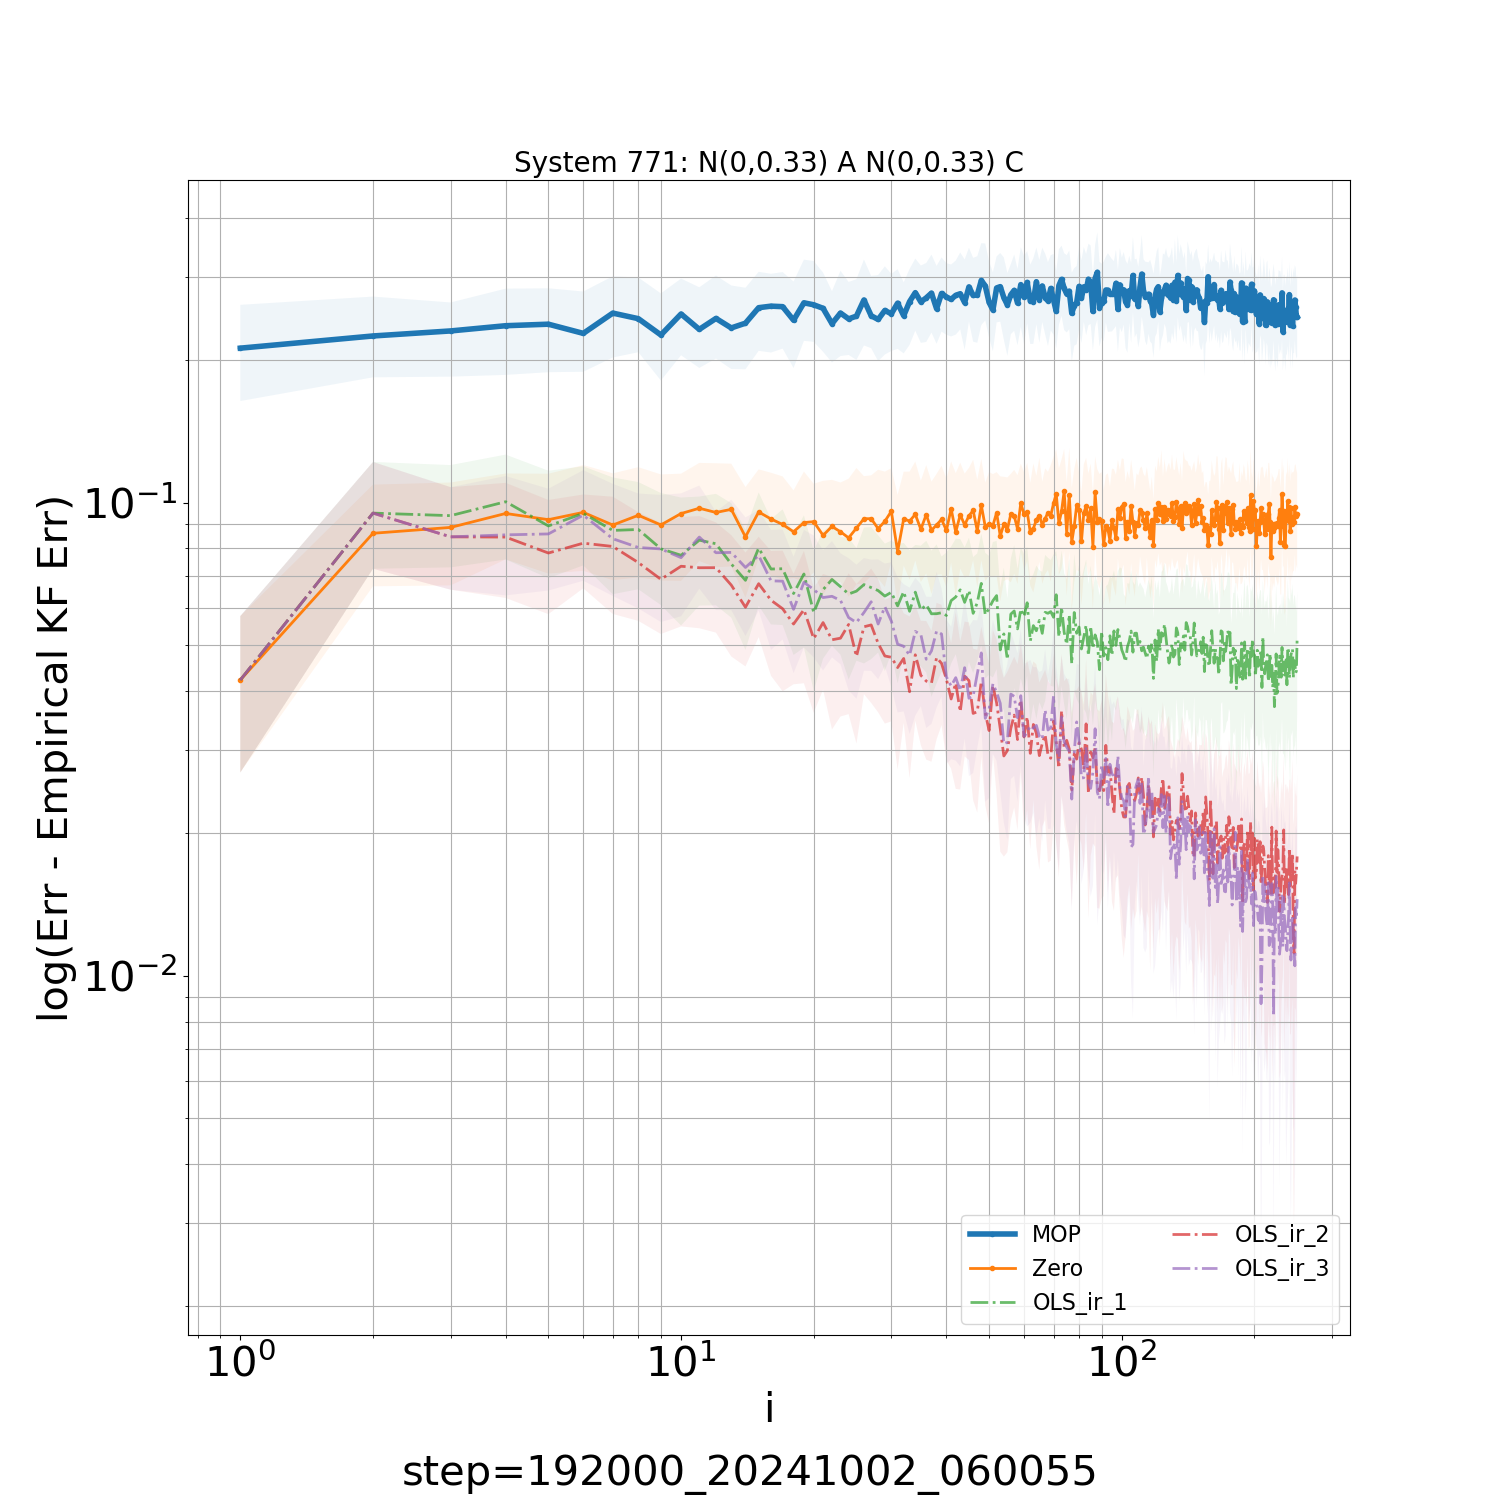 System 771: N(0,0.33) A N(0,0.33) C
log(Err - Empirical KF Err)
10⁻¹
10⁻²
MOP
Zero
OLS_ir_1
OLS_ir_2
OLS_ir_3
10⁰
10¹
10²
i
step=192000_20241002_060055